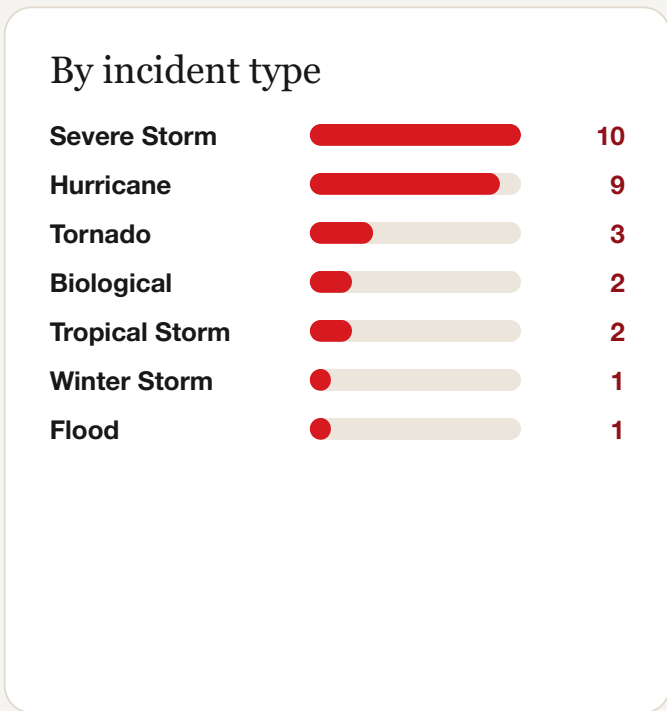 By incident type
Severe Storm 10
Hurricane 9
Tornado 3
Biological 2
Tropical Storm 2
Winter Storm 1
Flood 1